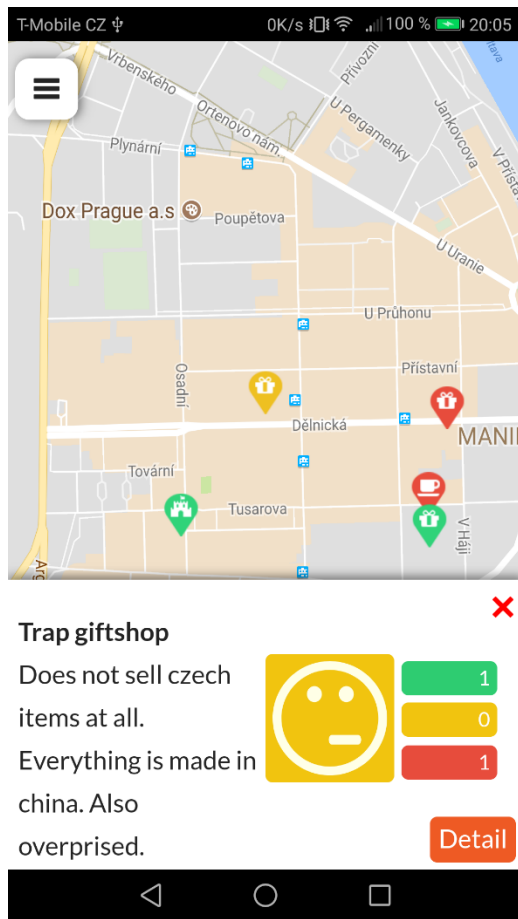 T-Mobile CZ 0K/s 100 % 20:05
Vrbenského
Přívozní
Ortenovo nám.
U Pergamenky
Jankovcova
V Přísta
Plynární
Dox Prague a.s
Poupětova
U Uranie
U Průhonu
Osadní
Přístavní
Dělnická
MANI
Tovární
Tusarova
V Háji
Arg
Trap giftshop
Does not sell czech
items at all.
Everything is made in
china. Also
overprised.
1
0
1
Detail